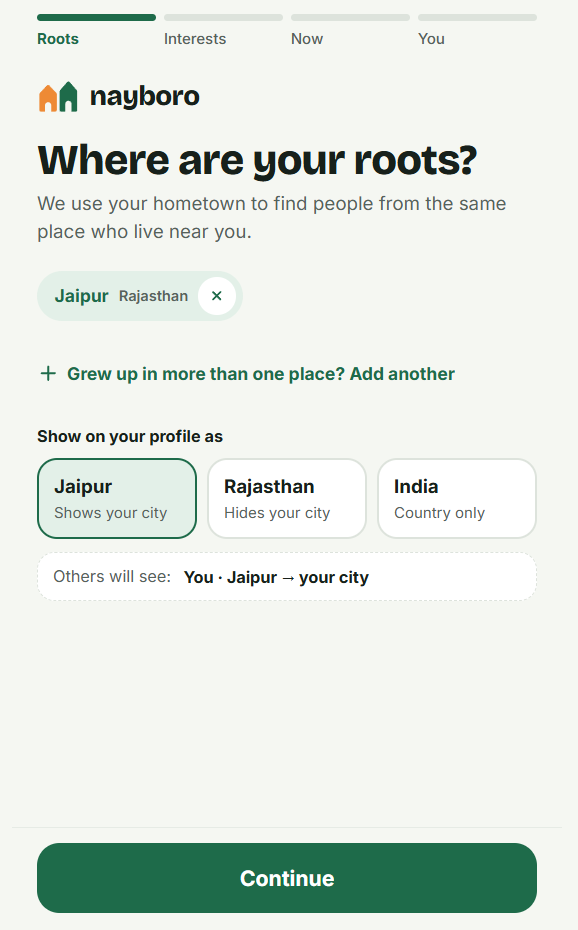 Roots Interests Now You
nayboro
Where are your roots?
We use your hometown to find people from the same
place who live near you.
Jaipur Rajasthan ×
+ Grew up in more than one place? Add another
Show on your profile as
Jaipur Rajasthan India
Shows your city Hides your city Country only
Others will see: You · Jaipur → your city
Continue